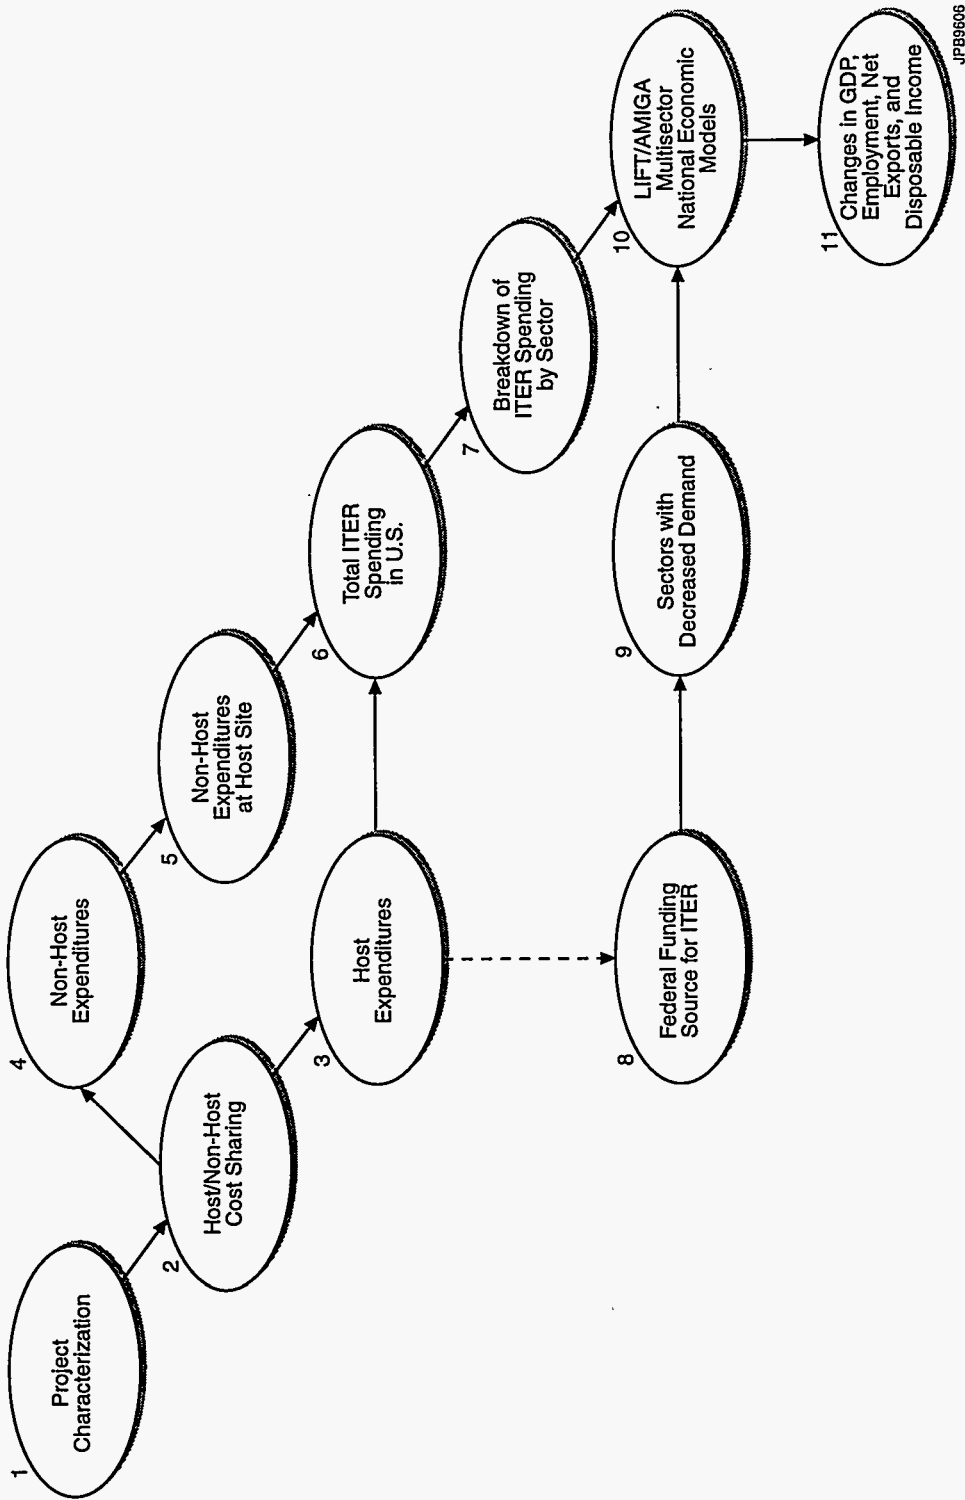 1
Project
Characterization
2
Host/Non-Host
Cost Sharing
3
Host
Expenditures
4
Non-Host
Expenditures
5
Non-Host
Expenditures
at Host Site
6
Total ITER
Spending
in U.S.
7
Breakdown of
ITER Spending
by Sector
8
Federal Funding
Source for ITER
9
Sectors with
Decreased Demand
10
LIFT/AMIGA
Multisector
National Economic
Models
11
Changes in GDP,
Employment, Net
Exports, and
Disposable Income
JPB9606